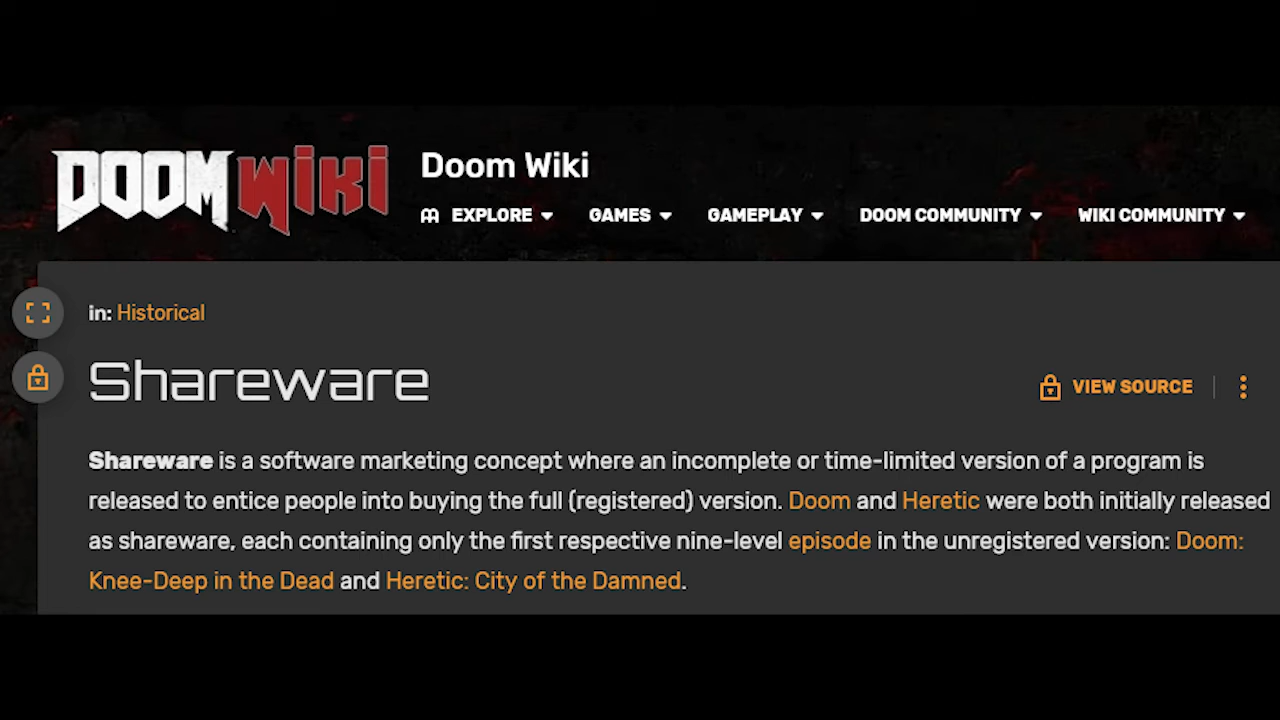 DOOM WiKi
Doom Wiki
EXPLORE GAMES GAMEPLAY DOOM COMMUNITY WIKI COMMUNITY
in: Historical
Shareware
VIEW SOURCE
Shareware is a software marketing concept where an incomplete or time-limited version of a program is
released to entice people into buying the full (registered) version. Doom and Heretic were both initially released
as shareware, each containing only the first respective nine-level episode in the unregistered version: Doom:
Knee-Deep in the Dead and Heretic: City of the Damned.